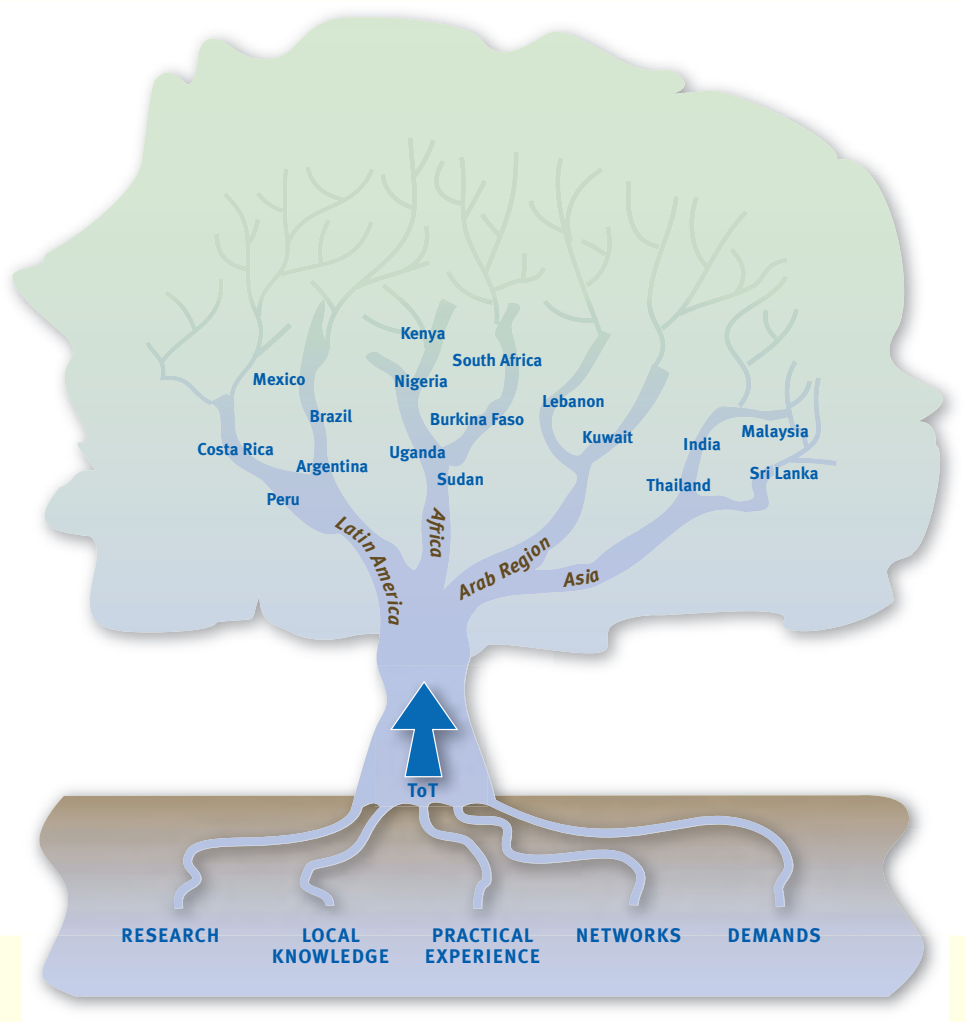 Kenya
South Africa
Mexico
Nigeria
Lebanon
Brazil
Burkina Faso
Kuwait
Malaysia
India
Costa Rica
Uganda
Argentina
Sudan
Sri Lanka
Thailand
Peru
Latin America
Africa
Arab Region
Asia
ToT
RESEARCH
LOCAL
KNOWLEDGE
PRACTICAL
EXPERIENCE
NETWORKS
DEMANDS